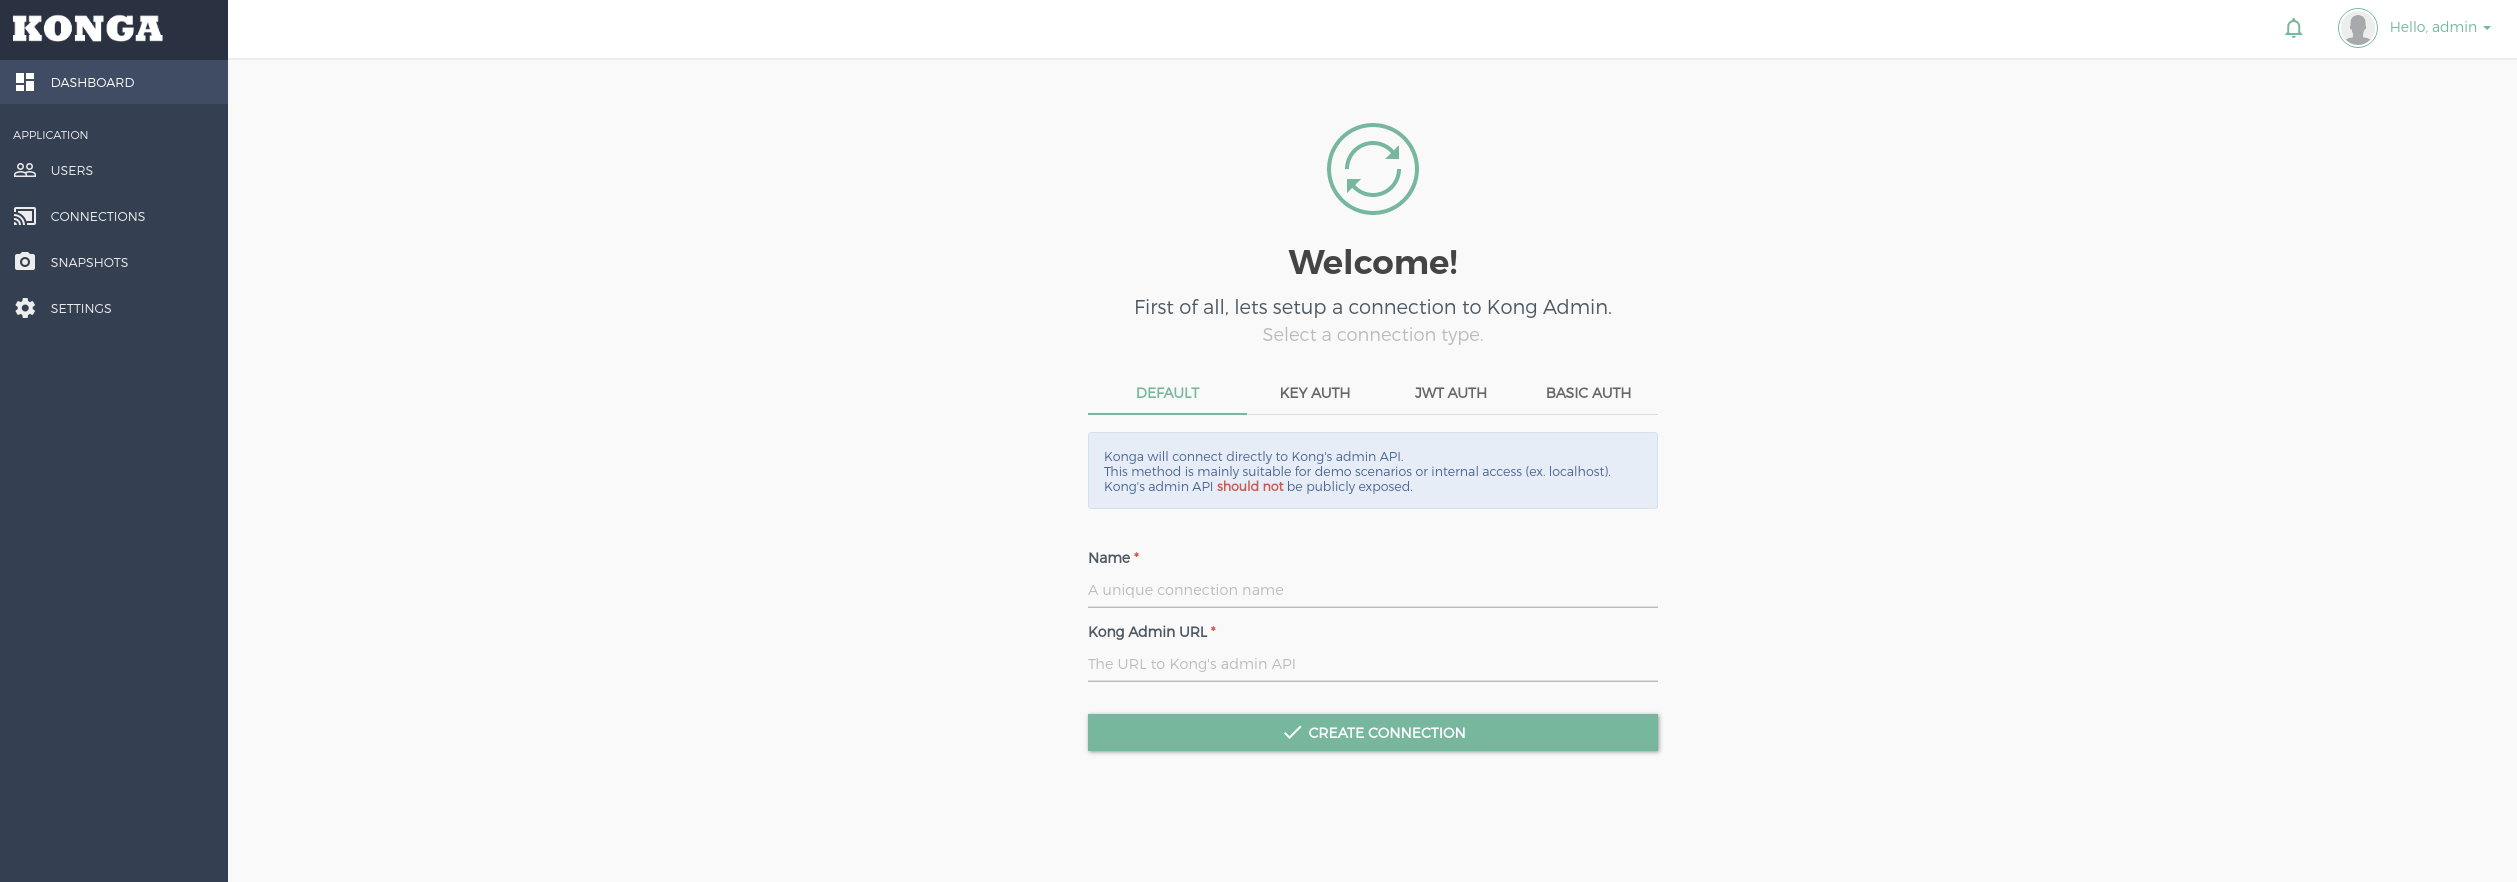 KONGA
Hello, admin
DASHBOARD
APPLICATION
USERS
CONNECTIONS
SNAPSHOTS
SETTINGS
Welcome!
First of all, lets setup a connection to Kong Admin.
Select a connection type.
DEFAULT KEY AUTH JWT AUTH BASIC AUTH
Konga will connect directly to Kong's admin API.
This method is mainly suitable for demo scenarios or internal access (ex. localhost).
Kong's admin API should not be publicly exposed.
Name *
A unique connection name
Kong Admin URL *
The URL to Kong's admin API
CREATE CONNECTION